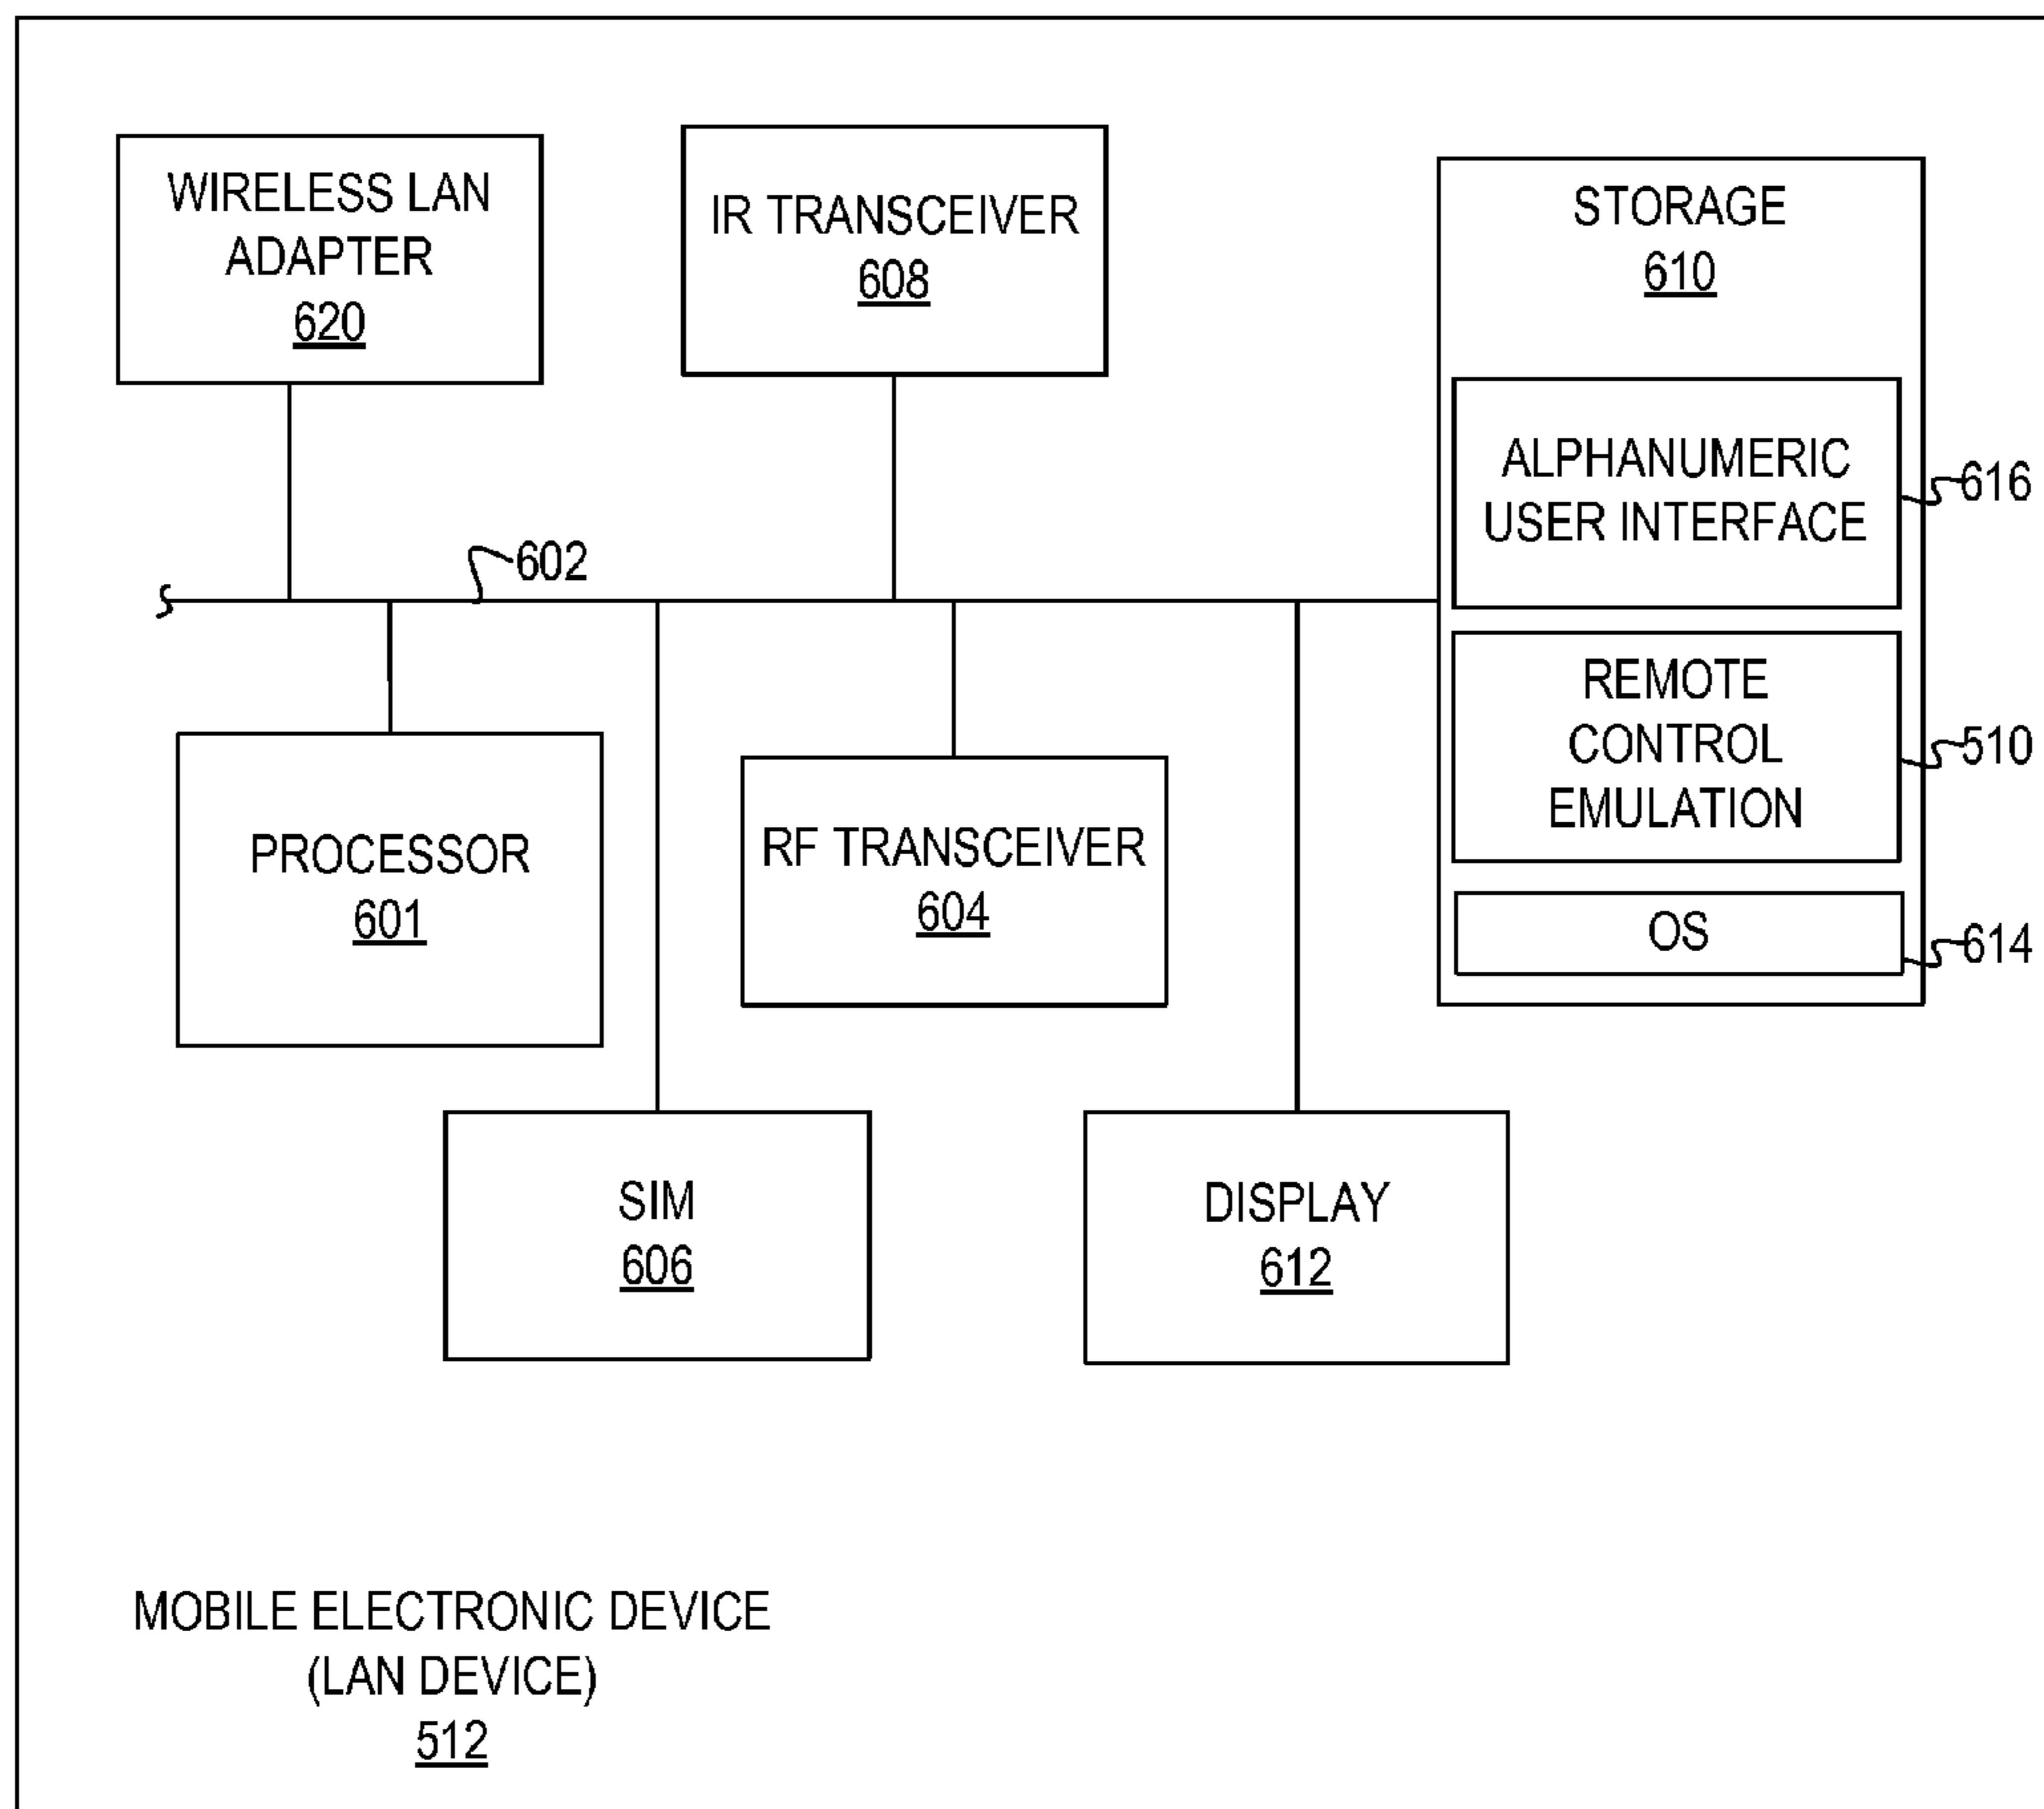 WIRELESS LAN
ADAPTER
620
IR TRANSCEIVER
608
STORAGE
610
ALPHANUMERIC
USER INTERFACE
616
602
REMOTE
CONTROL
EMULATION
510
OS
614
PROCESSOR
601
RF TRANSCEIVER
604
SIM
606
DISPLAY
612
MOBILE ELECTRONIC DEVICE
(LAN DEVICE)
512